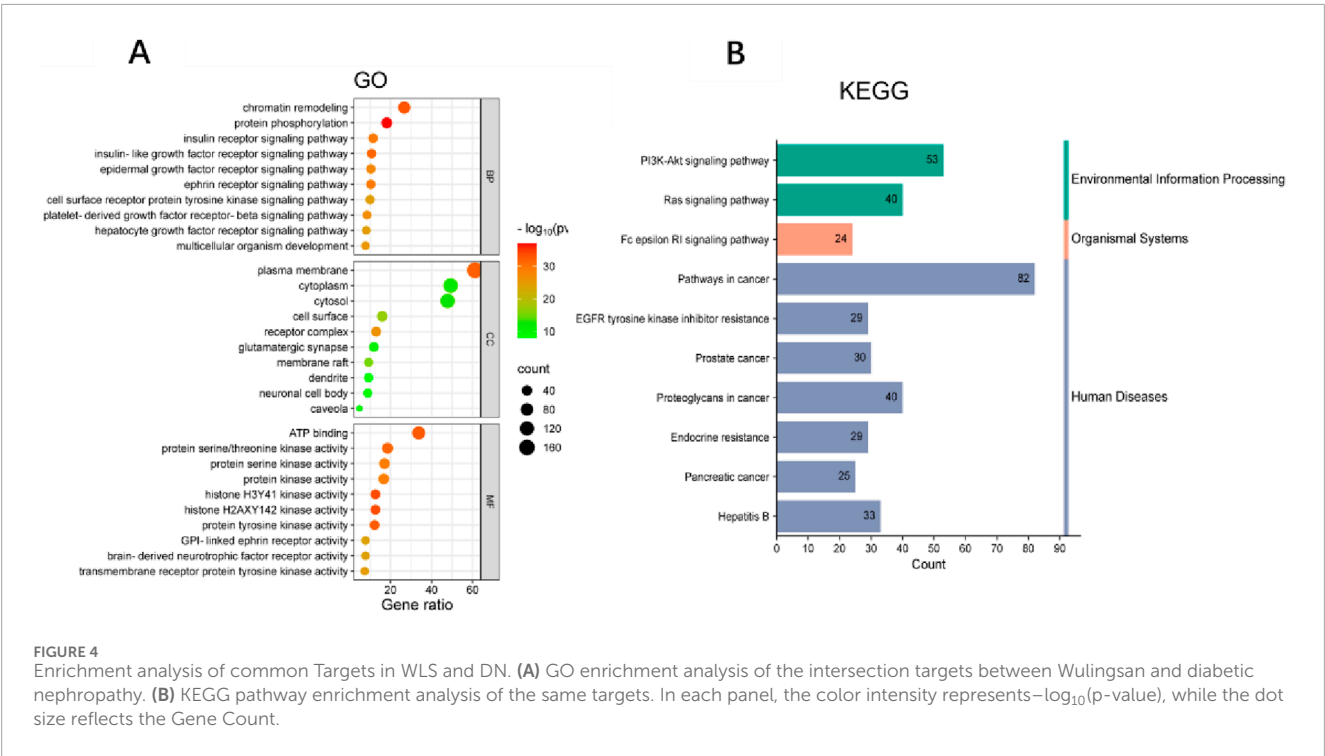 A
GO
chromatin remodeling
protein phosphorylation
insulin receptor signaling pathway
insulin- like growth factor receptor signaling pathway
epidermal growth factor receptor signaling pathway
ephrin receptor signaling pathway
cell surface receptor protein tyrosine kinase signaling pathway
platelet- derived growth factor receptor- beta signaling pathway
hepatocyte growth factor receptor signaling pathway
multicellular organism development
BP
plasma membrane
cytoplasm
cytosol
cell surface
receptor complex
glutamatergic synapse
membrane raft
dendrite
neuronal cell body
caveola
CC
ATP binding
protein serine/threonine kinase activity
protein serine kinase activity
protein kinase activity
histone H3Y41 kinase activity
histone H2AXY142 kinase activity
protein tyrosine kinase activity
GPI- linked ephrin receptor activity
brain- derived neurotrophic factor receptor activity
transmembrane receptor protein tyrosine kinase activity
MF
20 40 60
Gene ratio
- log₁₀(pv
30
20
10
count
40
80
120
160
B
KEGG
PI3K-Akt signaling pathway 53
Ras signaling pathway 40
Fc epsilon RI signaling pathway 24
Pathways in cancer 82
EGFR tyrosine kinase inhibitor resistance 29
Prostate cancer 30
Proteoglycans in cancer 40
Endocrine resistance 29
Pancreatic cancer 25
Hepatitis B 33
0 10 20 30 40 50 60 70 80 90
Count
Environmental Information Processing
Organismal Systems
Human Diseases
FIGURE 4
Enrichment analysis of common Targets in WLS and DN. (A) GO enrichment analysis of the intersection targets between Wulingsan and diabetic
nephropathy. (B) KEGG pathway enrichment analysis of the same targets. In each panel, the color intensity represents–log₁₀(p-value), while the dot
size reflects the Gene Count.